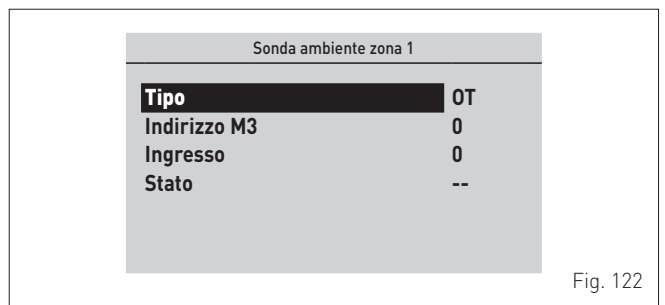 Sonda ambiente zona 1
Tipo OT
Indirizzo M3 0
Ingresso 0
Stato --
Fig. 122